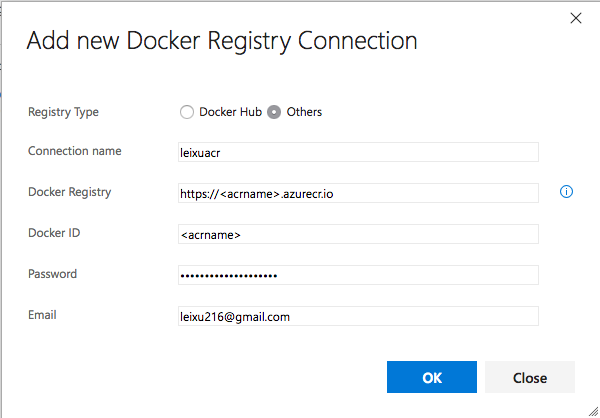 Add new Docker Registry Connection
Registry Type Docker Hub Others
Connection name leixuacr
Docker Registry https://<acrname>.azurecr.io
Docker ID <acrname>
Password ••••••••••••••••••••
Email leixu216@gmail.com
OK Close